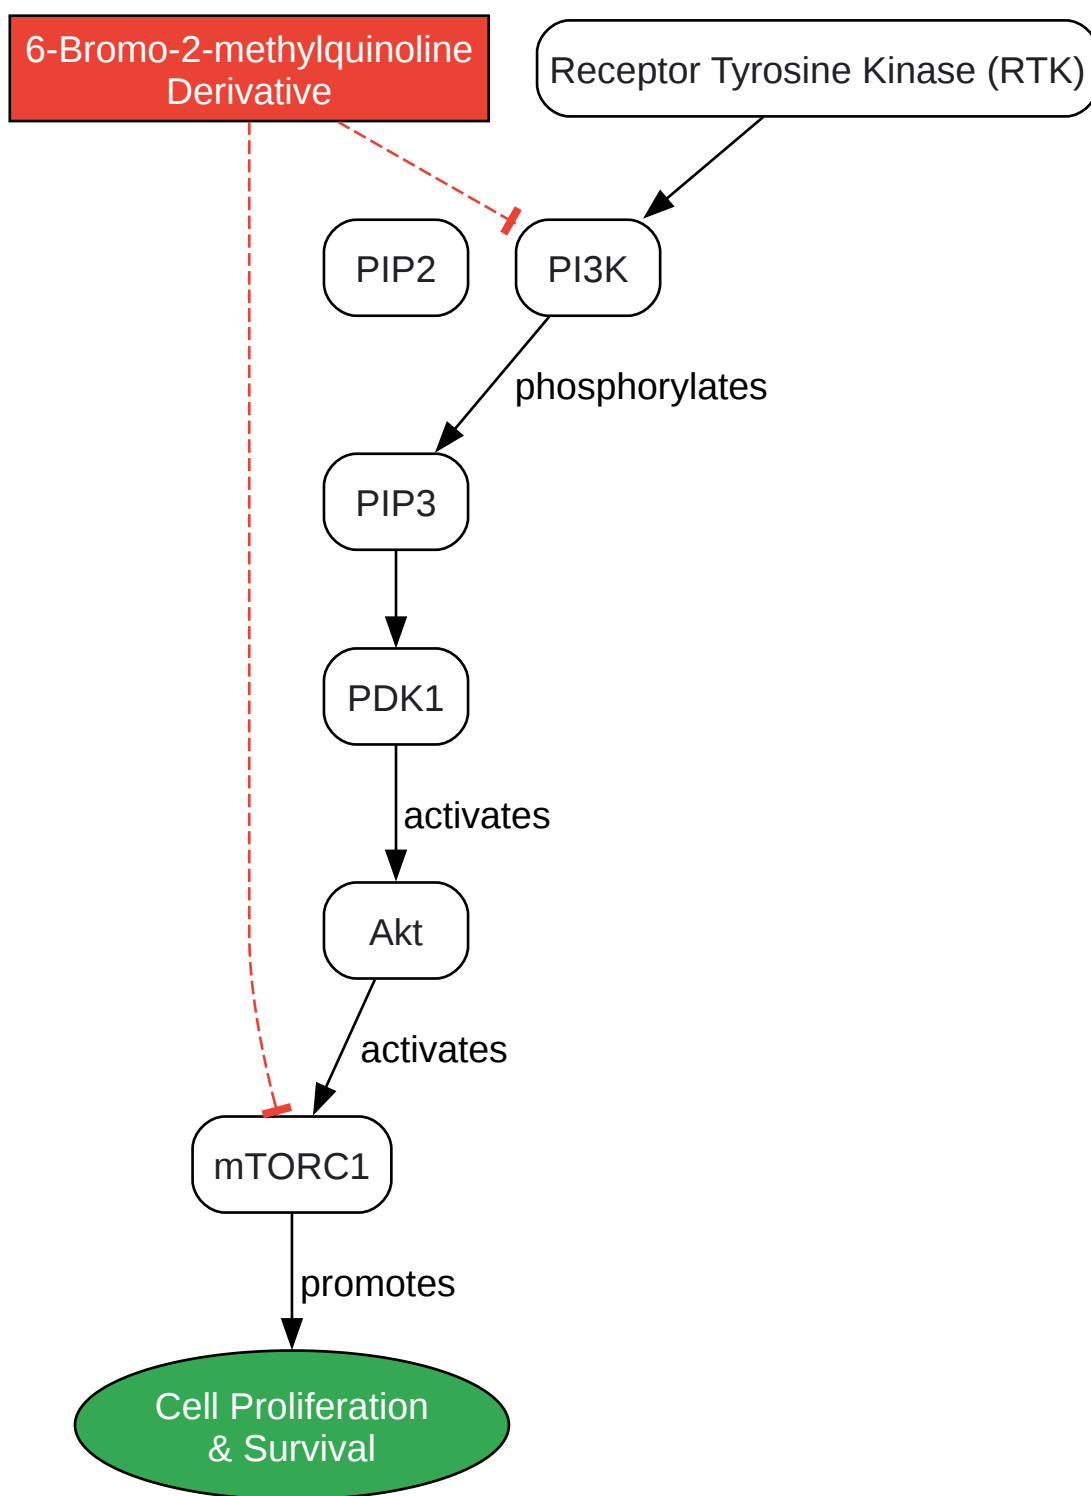 6-Bromo-2-methylquinoline
Derivative
Receptor Tyrosine Kinase (RTK)
PIP2
PI3K
phosphorylates
PIP3
PDK1
activates
Akt
activates
mTORC1
promotes
Cell Proliferation
& Survival